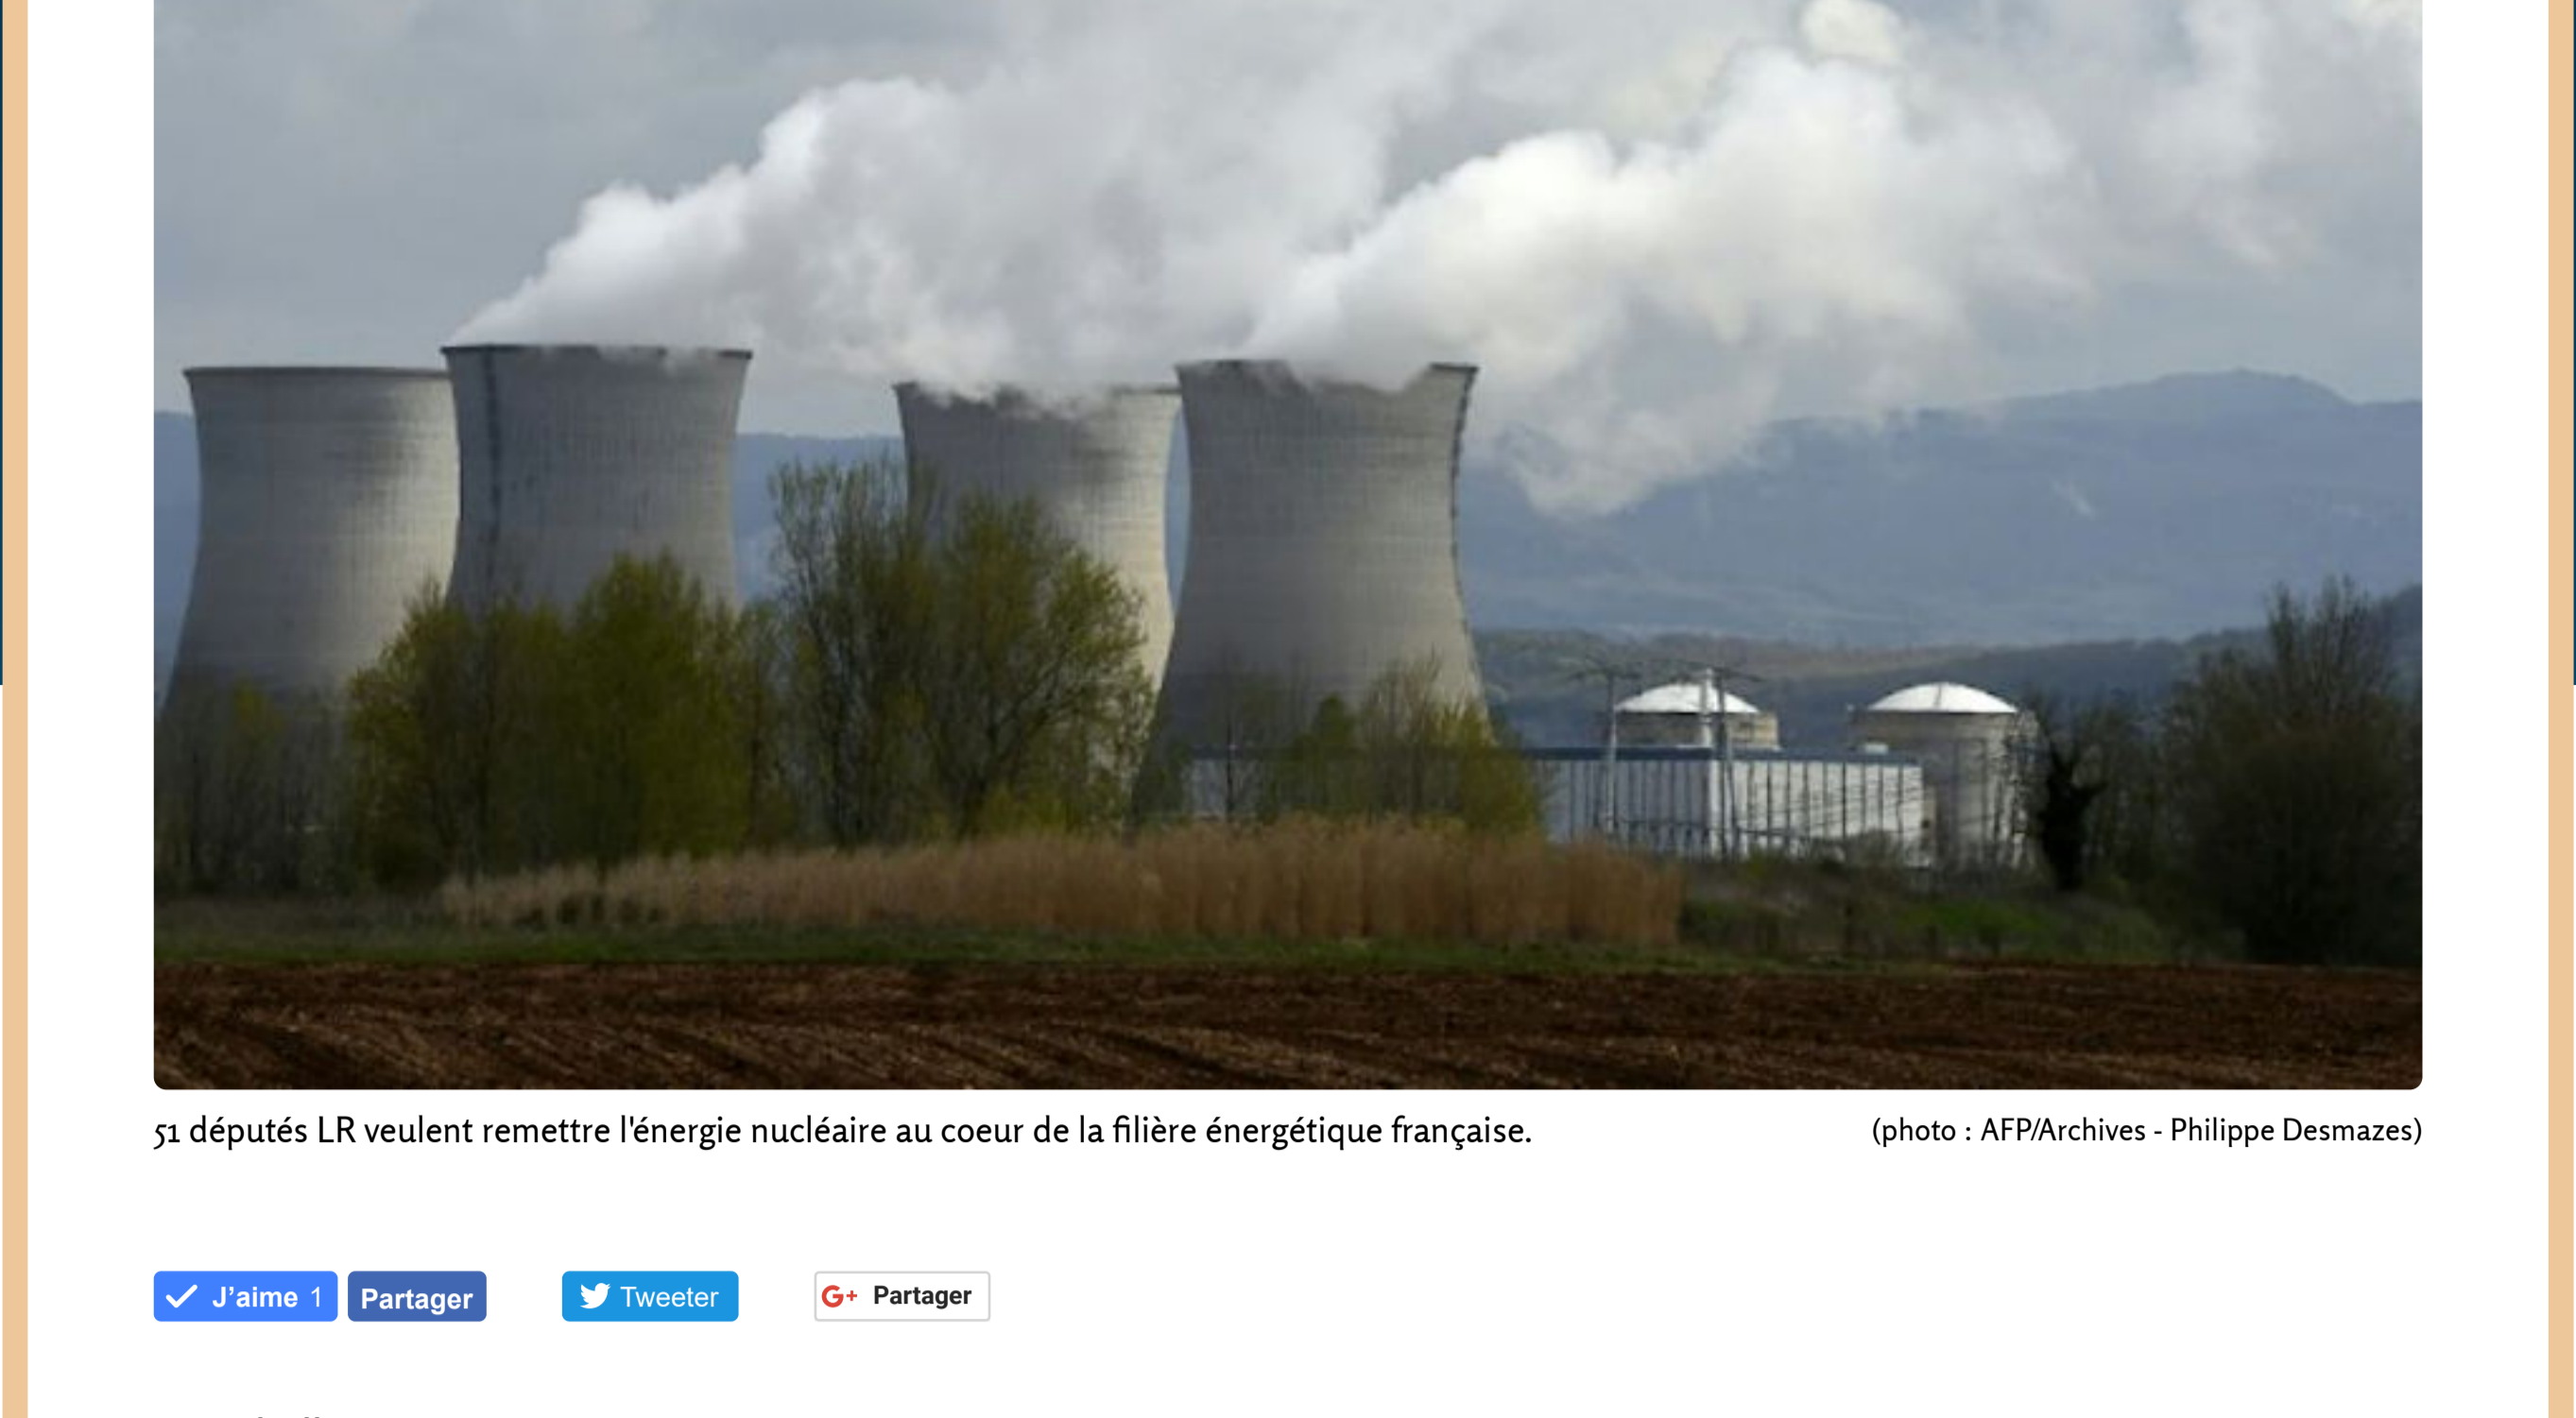 51 députés LR veulent remettre l'énergie nucléaire au coeur de la filière énergétique française.
(photo : AFP/Archives - Philippe Desmazes)
J'aime 1
Partager
Tweeter
G+ Partager